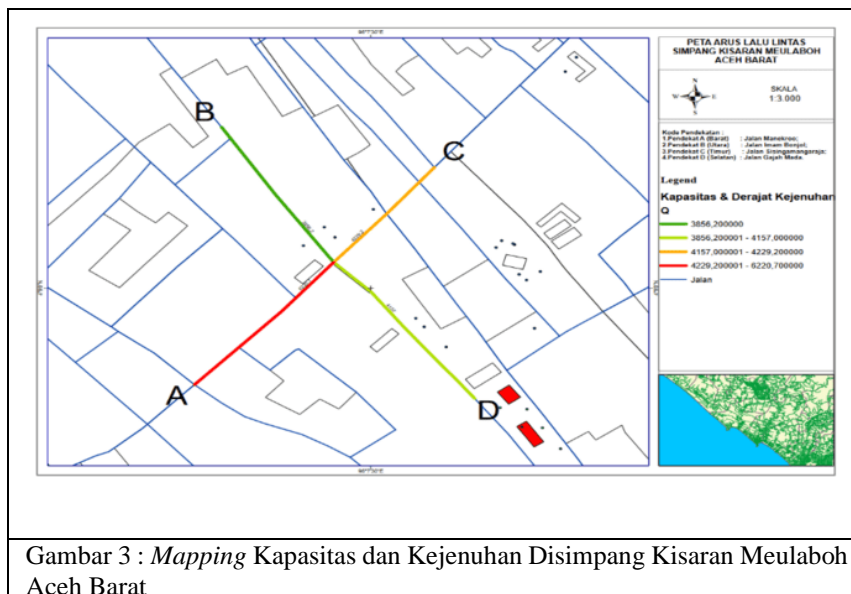 PETA ARUS LALU LINTAS
SIMPANG KISARAN MEULABOH
ACEH BARAT
N
W E
S
SKALA
1:3.000
Kode Pendekatan :
1.Pendekat A (Barat) : Jalan Manekroo;
2.Pendekat B (Utara) : Jalan Imam Bonjol;
3.Pendekat C (Timur) : Jalan Sisingamangaraja;
4.Pendekat D (Selatan) : Jalan Gajah Mada.
Legend
Kapasitas & Derajat Kejenuhan
Q
3856,200000
3856,200001 - 4157,000000
4157,000001 - 4229,200000
4229,200001 - 6220,700000
Jalan
B
C
A
D
Gambar 3 : Mapping Kapasitas dan Kejenuhan Disimpang Kisaran Meulaboh
Aceh Barat